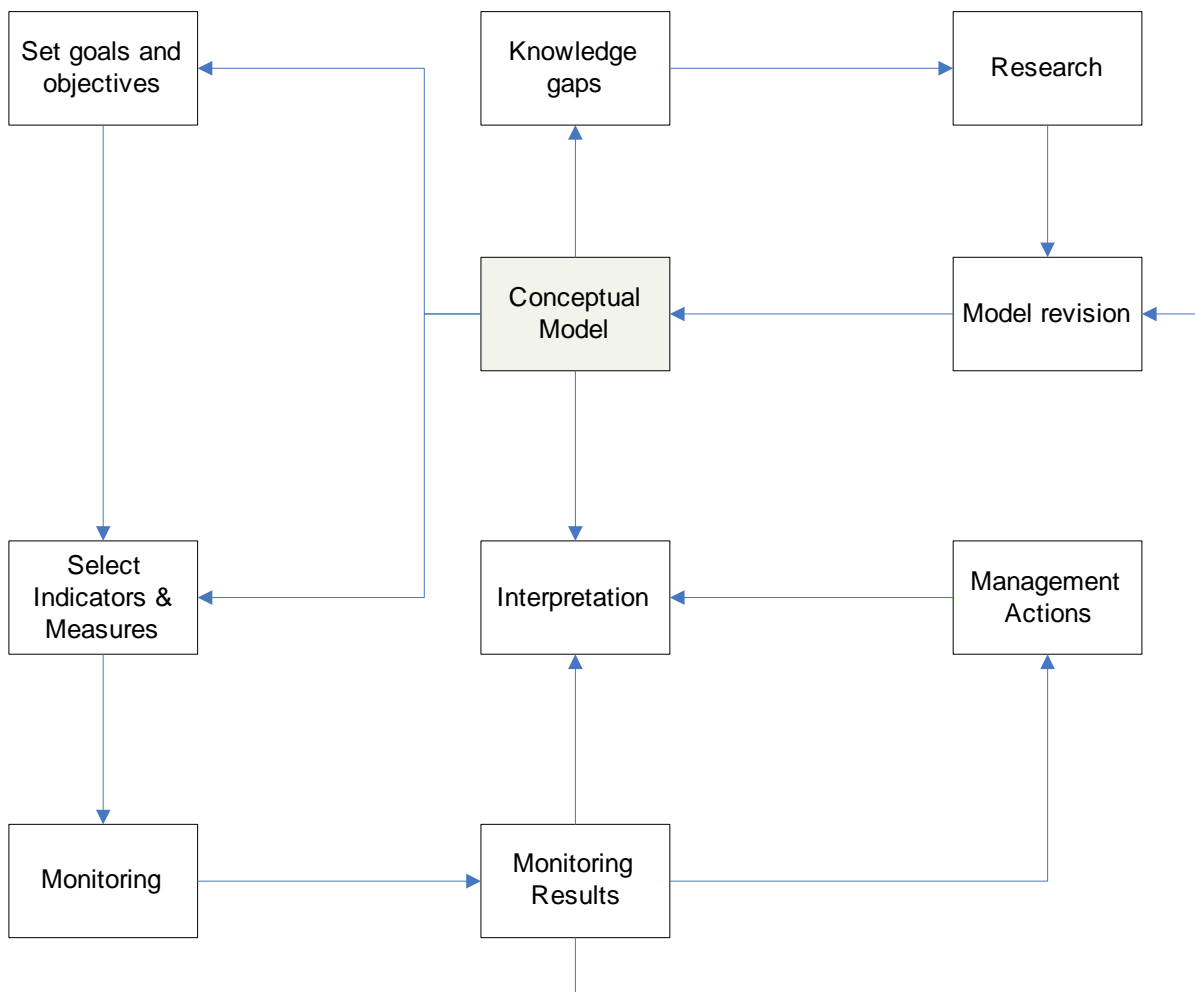 Set goals and
objectives
Knowledge
gaps
Research
Conceptual
Model
Model revision
Select
Indicators &
Measures
Interpretation
Management
Actions
Monitoring
Monitoring
Results